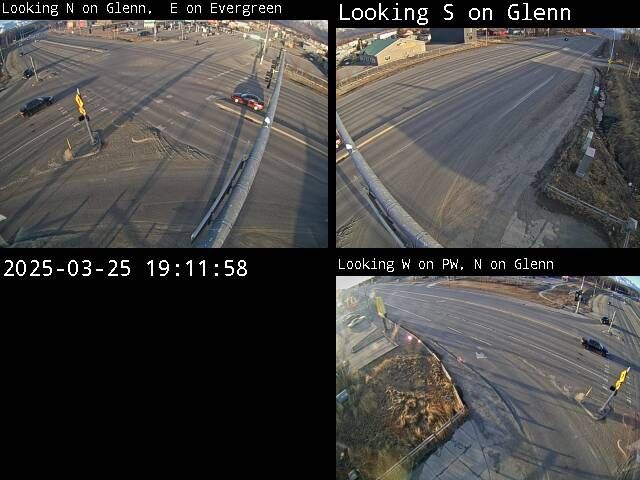 Looking N on Glenn, E on Evergreen
Looking S on Glenn
2025-03-25 19:11:58
Looking W on PW, N on Glenn